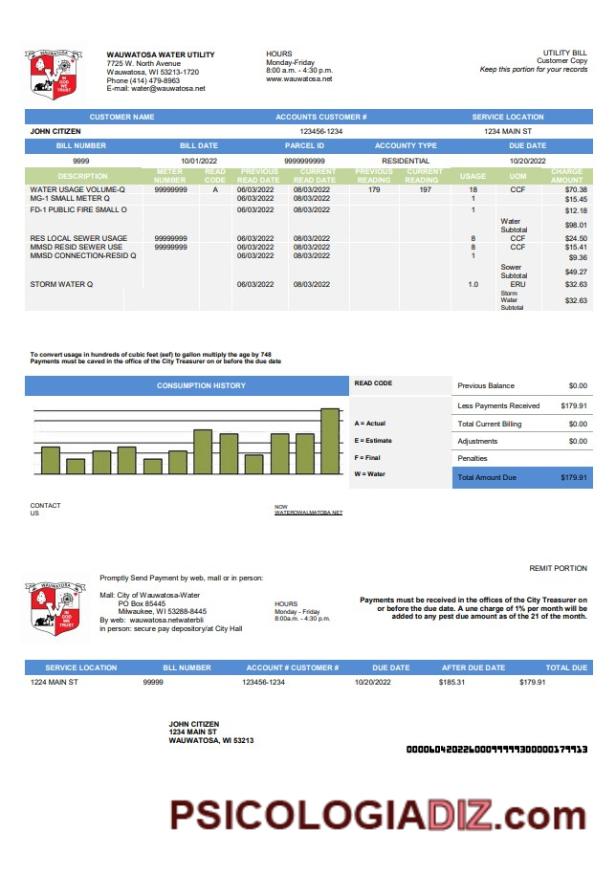 WAUWATOSA WATER UTILITY
7725 W. North Avenue
Wauwatosa, WI 53213-1720
Phone (414) 479-8963
E-mail: water@wauwatosa.net
HOURS
Monday-Friday
8:00 a.m. - 4:30 p.m.
www.wauwatosa.net
UTILITY BILL
Customer Copy
Keep this portion for your records
WAUWATOSA
IN GOD WE TRUST
CUSTOMER NAME ACCOUNTS CUSTOMER # SERVICE LOCATION
JOHN CITIZEN 123456-1234 1234 MAIN ST
BILL NUMBER BILL DATE PARCEL ID ACCOUNTY TYPE DUE DATE
9999 10/01/2022 9999999999 RESIDENTIAL 10/20/2022
DESCRIPTION METER NUMBER READ CODE PREVIOUS READ DATE CURRENT READ DATE PREVIOUS READING CURRENT READING USAGE UOM CHARGE AMOUNT
WATER USAGE VOLUME-Q 99999999 A 06/03/2022 08/03/2022 179 197 18 CCF $70.38
MG-1 SMALL METER Q 06/03/2022 08/03/2022 1 $15.45
FD-1 PUBLIC FIRE SMALL O 06/03/2022 08/03/2022 1 $12.18
Water Subtotal $98.01
RES LOCAL SEWER USAGE 99999999 06/03/2022 08/03/2022 8 CCF $24.50
MMSD RESID SEWER USE 99999999 06/03/2022 08/03/2022 8 CCF $15.41
MMSD CONNECTION-RESID Q 06/03/2022 08/03/2022 1 $9.36
Sower Subtotal $49.27
STORM WATER Q 06/03/2022 08/03/2022 1.0 ERU $32.63
Storm Water Subtotal $32.63
To convert usage in hundreds of cubic feet (eef) to gallon multiply the age by 748
Payments must be caved in the office of the City Treasurer on or before the due date
CONSUMPTION HISTORY
READ CODE
A = Actual
E = Estimate
F = Final
W = Water
Previous Balance $0.00
Less Payments Received $179.91
Total Current Billing $0.00
Adjustments $0.00
Penalties
Total Amount Due $179.91
CONTACT
US
NOW
WATEROWALMATOBA.NET
REMIT PORTION
WAUWATOSA
IN GOD WE TRUST
Promptly Send Payment by web, mall or in person:
Mall: City of Wauwatosa-Water
PO Box 85445
Milwaukee, WI 53288-8445
By web: wauwatosa.netwaterbli
in person: secure pay depository/at City Hall
HOURS
Monday - Friday
8:00a.m. - 4:30 p.m.
Payments must be received in the offices of the City Treasurer on
or before the due date. A une charge of 1% per month will be
added to any pest due amount as of the 21 of the month.
SERVICE LOCATION BLL NUMBER ACCOUNT # CUSTOMER # DUE DATE AFTER DUE DATE TOTAL DUE
1224 MAIN ST 99999 123456-1234 10/20/2022 $185.31 $179.91
JOHN CITIZEN
1234 MAIN ST
WAUWATOSA, WI 53213
0000604202260009999930000017 9913
PSICOLOGIADIZ.com